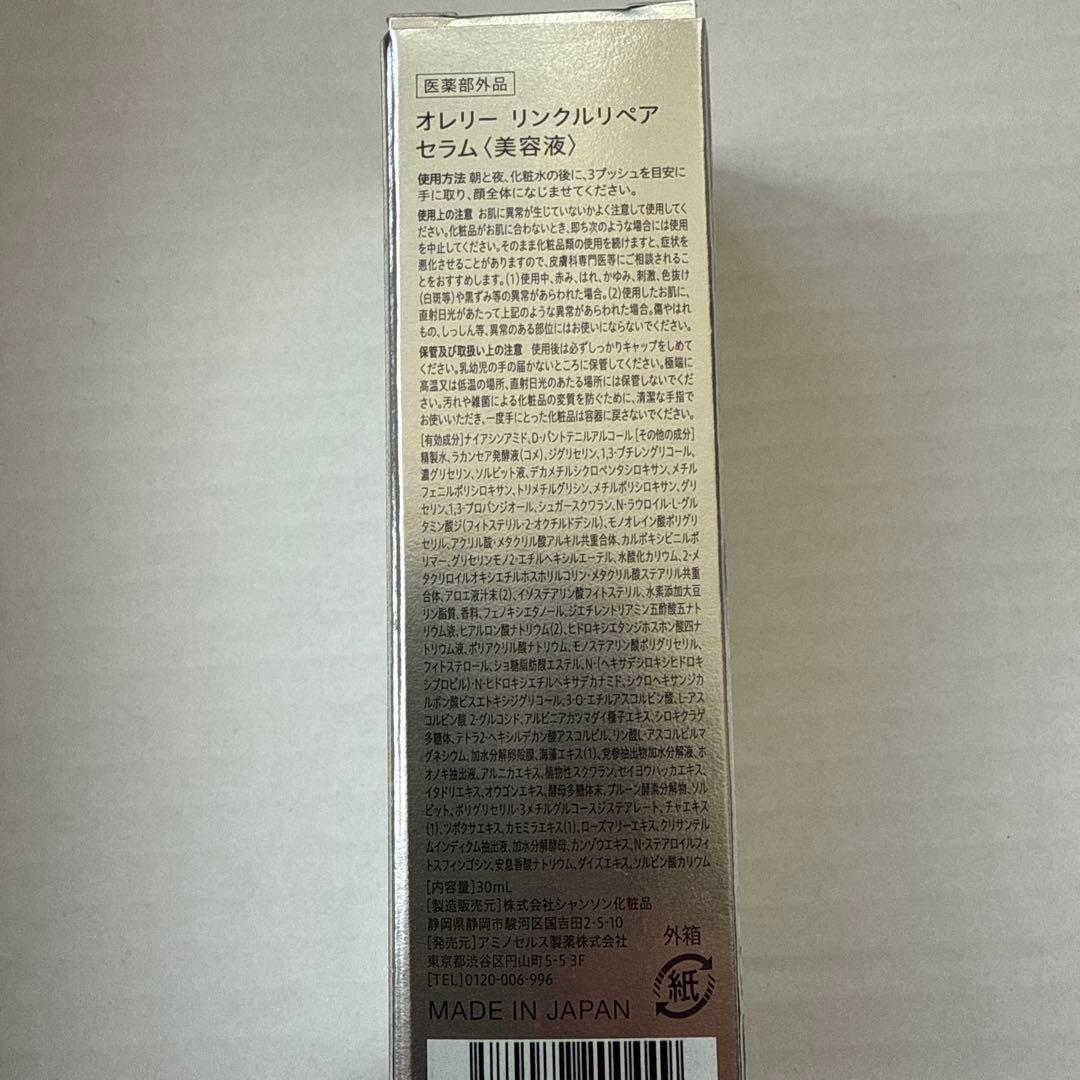 医薬部外品
オレリー リンクルリペア
セラム〈美容液〉
使用方法 朝と夜、化粧水の後に、3プッシュを目安に
手に取り、顔全体になじませてください。
使用上の注意 お肌に異常が生じていないかよく注意して使用してく
ださい。化粧品がお肌に合わないとき、即ち次のような場合には使用
を中止してください。そのまま化粧品類の使用を続けますと、症状を
悪化させることがありますので、皮膚科専門医等にご相談されるこ
とをおすすめします。(1)使用中、赤み、はれ、かゆみ、刺激、色抜け
(白斑等)や黒ずみ等の異常があらわれた場合。(2)使用したお肌に、
直射日光があたって上記のような異常があらわれた場合。傷やはれ
もの、しっしん等、異常のある部位にはお使いにならないでください。
保管及び取扱い上の注意 使用後は必ずしっかりキャップをしめて
ください。乳幼児の手の届かないところに保管してください。極端に
高温又は低温の場所、直射日光のあたる場所には保管しないでくだ
さい。汚れや雑菌による化粧品の変質を防ぐために、清潔な手指で
お使いいただき、一度手にとった化粧品は容器に戻さないでください。
[有効成分]ナイアシンアミド、D-パントテニルアルコール[その他の成分]
精製水、ラカンセア発酵液(コメ)、ジグリセリン、1,3-ブチレングリコール、
濃グリセリン、ソルビット液、デカメチルシクロペンタシロキサン、メチル
フェニルポリシロキサン、トリメチルグリシン、メチルポリシロキサン、グリ
セリン、1,3-プロパンジオール、シュガースクワラン、N-ラウロイル-L-グル
タミン酸ジ(フィトステリル・2-オクチルドデシル)、モノオレイン酸ポリグリ
セリル、アクリル酸・メタクリル酸アルキル共重合体、カルボキシビニルポ
リマー、グリセリンモノ2-エチルヘキシルエーテル、水酸化カリウム、2-メ
タクリロイルオキシエチルホスホリルコリン・メタクリル酸ステアリル共重
合体、アロエ液汁末(2)、イソステアリン酸フィトステリル、水素添加大豆
リン脂質、香料、フェノキシエタノール、ジエチレントリアミン五酢酸五ナト
リウム液、ヒアルロン酸ナトリウム(2)、ヒドロキシエタンジホスホン酸四ナ
トリウム液、ポリアクリル酸ナトリウム、モノステアリン酸ポリグリセリル、
フィトステロール、ショ糖脂肪酸エステル、N-(ヘキサデシロキシヒドロキ
シプロピル)-N-ヒドロキシエチルヘキサデカナミド、シクロヘキサンジカ
ルボン酸ビスエトキシジグリコール、3-O-エチルアスコルビン酸、L-アス
コルビン酸 2-グルコシド、アルピニアカツマダイ種子エキス、シロキクラゲ
多糖体、テトラ2-ヘキシルデカン酸アスコルビル、リン酸L-アスコルビルマ
グネシウム、加水分解卵殻膜、海藻エキス(1)、党参抽出物加水分解液、ホ
オノキ抽出液、アルニカエキス、植物性スクワラン、セイヨウハッカエキス、
イタドリエキス、オウゴンエキス、酵母多糖体末、プルーン酵素分解物、ソル
ビット、ポリグリセリル-3メチルグルコースジステアレート、チャエキス
(1)、ツボクサエキス、カモミラエキス(1)、ローズマリーエキス、クリサンテル
ムインディクム抽出液、加水分解酵母、カンゾウエキス、N-ステアロイルフィ
トスフィンゴシン、安息香酸ナトリウム、ダイズエキス、ソルビン酸カリウム
[内容量]30mL
[製造販売元]株式会社シャンソン化粧品
静岡県静岡市駿河区国吉田2-5-10
[発売元]アミノセルス製薬株式会社
東京都渋谷区円山町5-5 3F
[TEL]0120-006-996
外箱
紙
MADE IN JAPAN